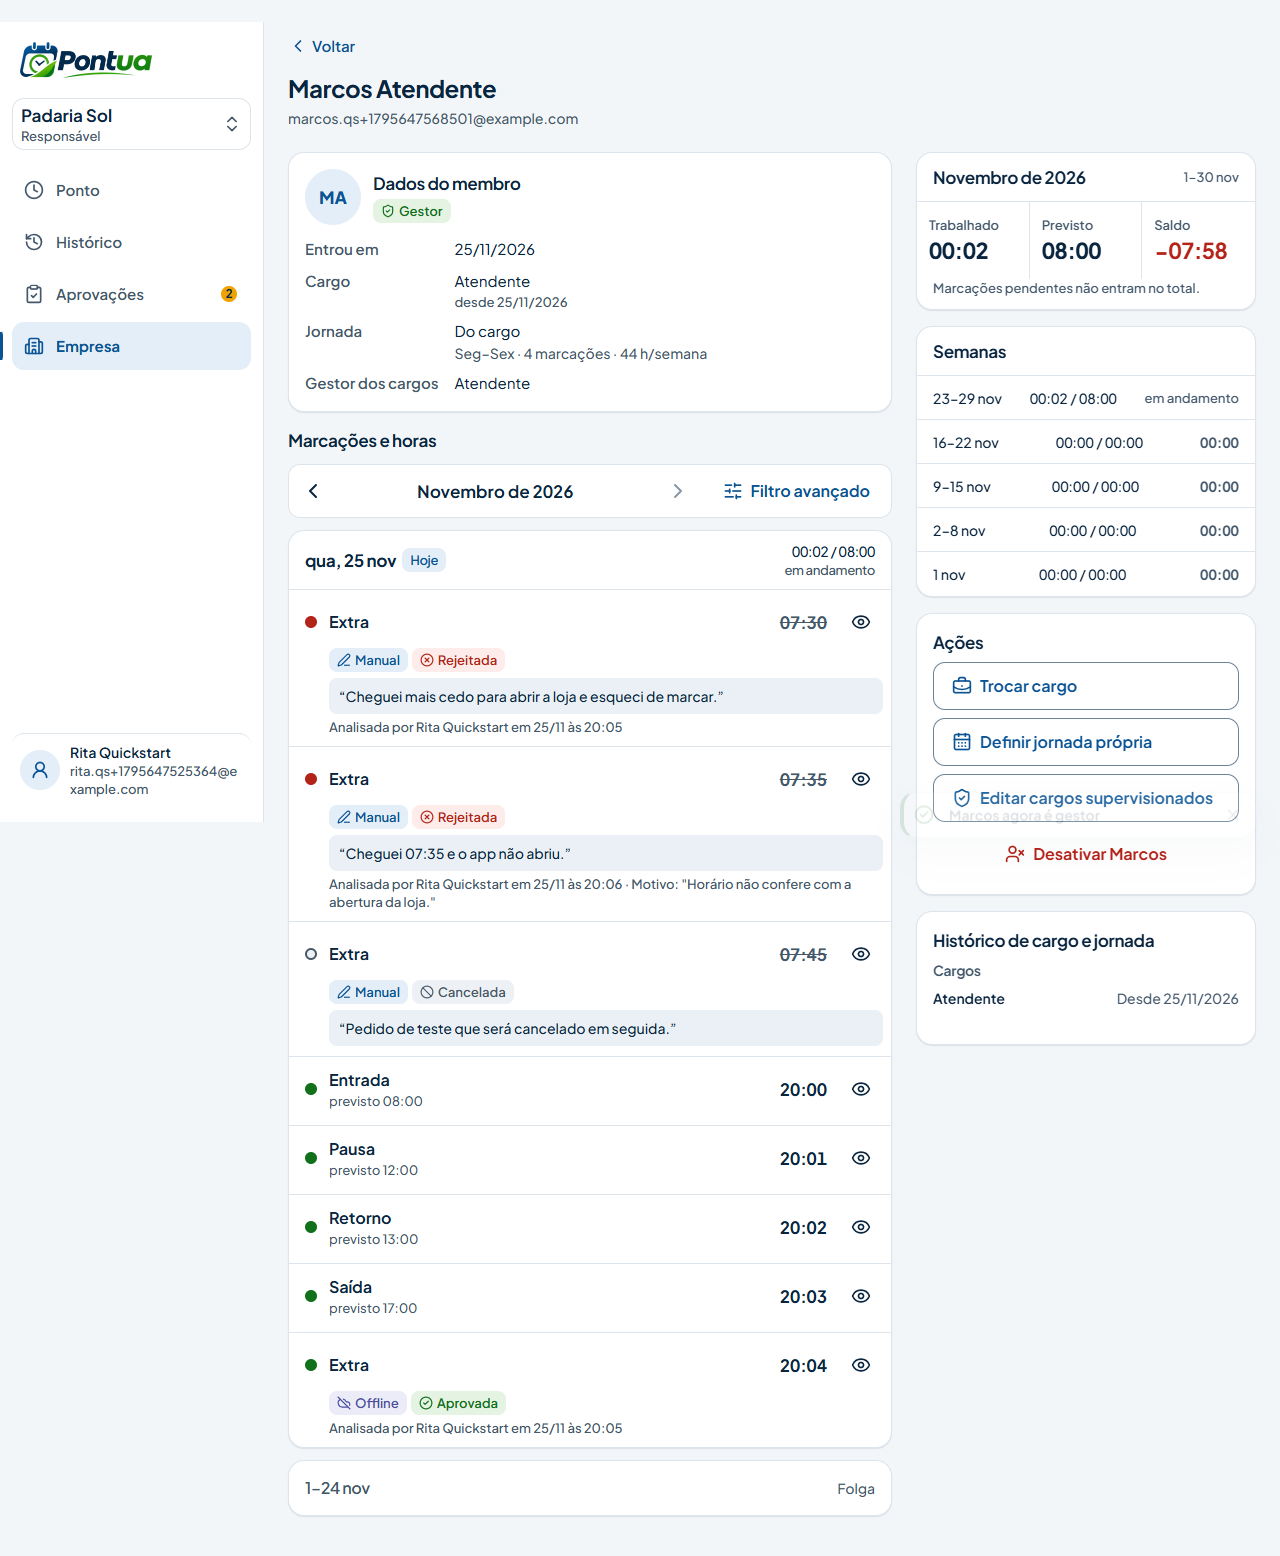 Pontua
Padaria Sol
Responsável
Ponto
Histórico
Aprovações
2
Empresa
Rita Quickstart
rita.qs+1795647525364@e
xample.com
Voltar
Marcos Atendente
marcos.qs+1795647568501@example.com
MA
Dados do membro
Gestor
Entrou em 25/11/2026
Cargo Atendente
desde 25/11/2026
Jornada Do cargo
Seg–Sex · 4 marcações · 44 h/semana
Gestor dos cargos Atendente
Marcações e horas
Novembro de 2026
Filtro avançado
qua, 25 nov Hoje
00:02 / 08:00
em andamento
Extra 07:30
Manual Rejeitada
“Cheguei mais cedo para abrir a loja e esqueci de marcar.”
Analisada por Rita Quickstart em 25/11 às 20:05
Extra 07:35
Manual Rejeitada
“Cheguei 07:35 e o app não abriu.”
Analisada por Rita Quickstart em 25/11 às 20:06 · Motivo: "Horário não confere com a
abertura da loja."
Extra 07:45
Manual Cancelada
“Pedido de teste que será cancelado em seguida.”
Entrada 20:00
previsto 08:00
Pausa 20:01
previsto 12:00
Retorno 20:02
previsto 13:00
Saída 20:03
previsto 17:00
Extra 20:04
Offline Aprovada
Analisada por Rita Quickstart em 25/11 às 20:05
1–24 nov Folga
Novembro de 2026 1–30 nov
Trabalhado Previsto Saldo
00:02 08:00 −07:58
Marcações pendentes não entram no total.
Semanas
23–29 nov 00:02 / 08:00 em andamento
16–22 nov 00:00 / 00:00 00:00
9–15 nov 00:00 / 00:00 00:00
2–8 nov 00:00 / 00:00 00:00
1 nov 00:00 / 00:00 00:00
Ações
Trocar cargo
Definir jornada própria
Editar cargos supervisionados
Marcos agora é gestor
Desativar Marcos
Histórico de cargo e jornada
Cargos
Atendente Desde 25/11/2026